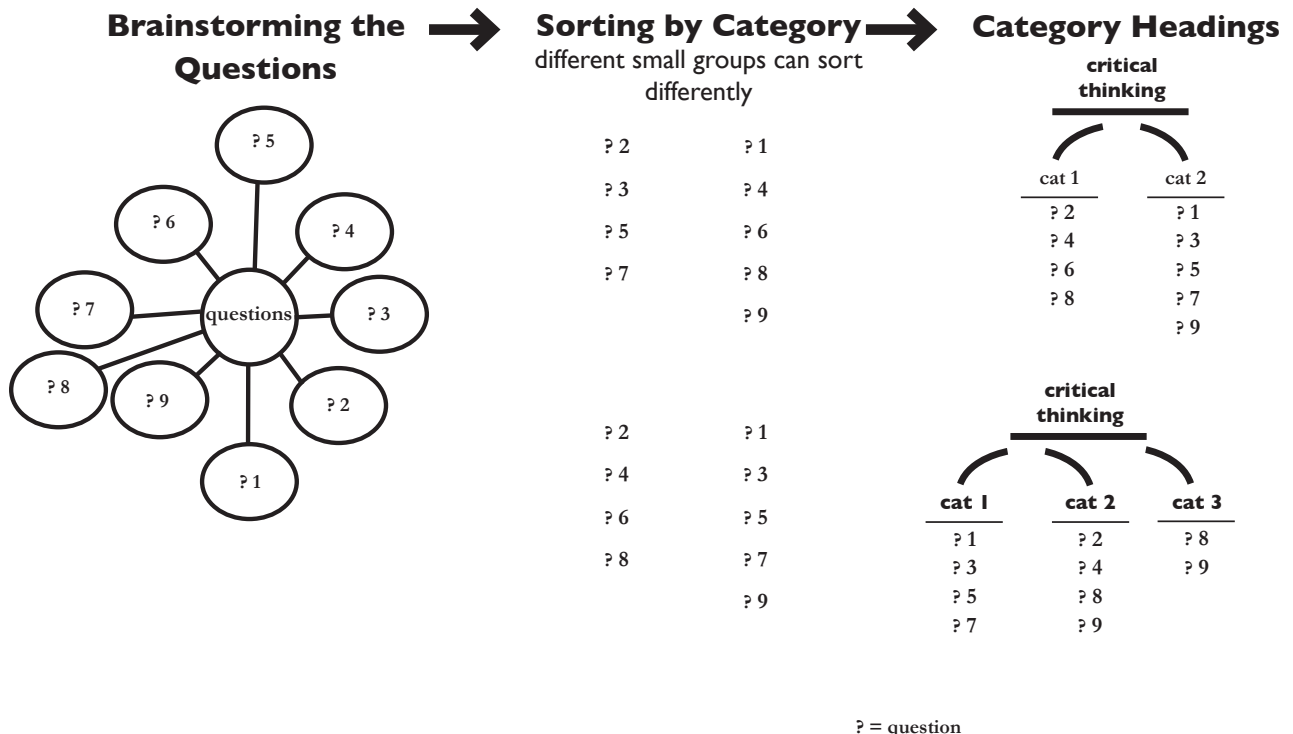 Brainstorming the
Questions
? 5
? 6
? 4
? 7
questions
? 3
? 8
? 9
? 2
? 1
Sorting by Category
different small groups can sort
differently
? 2 ? 1
? 3 ? 4
? 5 ? 6
? 7 ? 8
? 9
? 2 ? 1
? 4 ? 3
? 6 ? 5
? 8 ? 7
? 9
Category Headings
critical
thinking
cat 1 cat 2
? 2 ? 1
? 4 ? 3
? 6 ? 5
? 8 ? 7
? 9
critical
thinking
cat 1 cat 2 cat 3
? 1 ? 2 ? 8
? 3 ? 4 ? 9
? 5 ? 8
? 7 ? 9
? = question